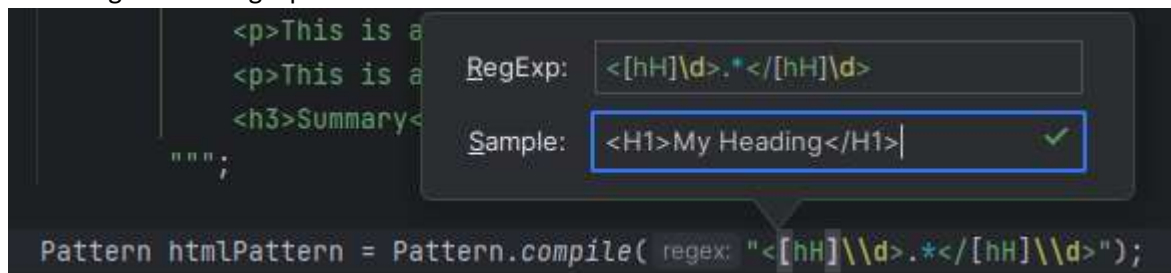 <p>This is a
<p>This is a
<h3>Summary<
""";
RegExp: <[hH]\d>.*</[hH]\d>
Sample: <H1>My Heading</H1>
Pattern htmlPattern = Pattern.compile( regex: "<[hH]\\d>.*</[hH]\\d>");